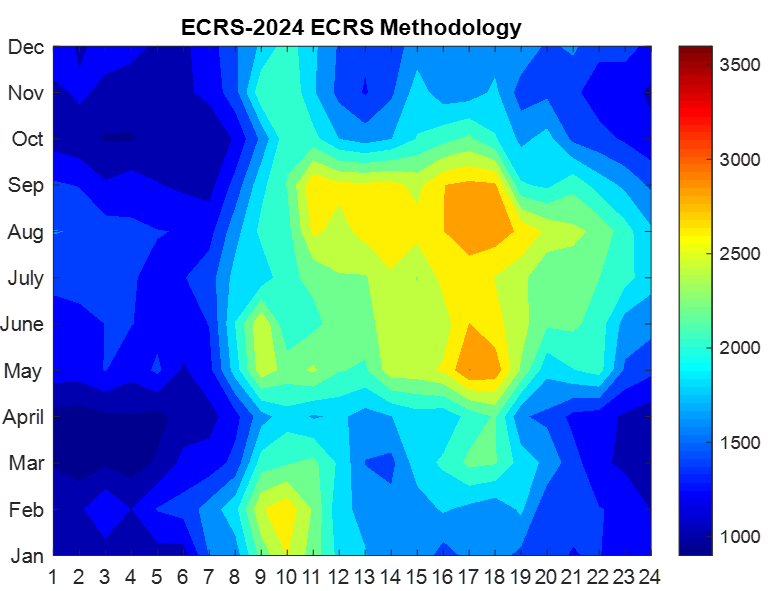 ECRS-2024 ECRS Methodology
Dec
Nov
Oct
Sep
Aug
July
June
May
April
Mar
Feb
Jan
1 2 3 4 5 6 7 8 9 10 11 12 13 14 15 16 17 18 19 20 21 22 23 24
3500
3000
2500
2000
1500
1000